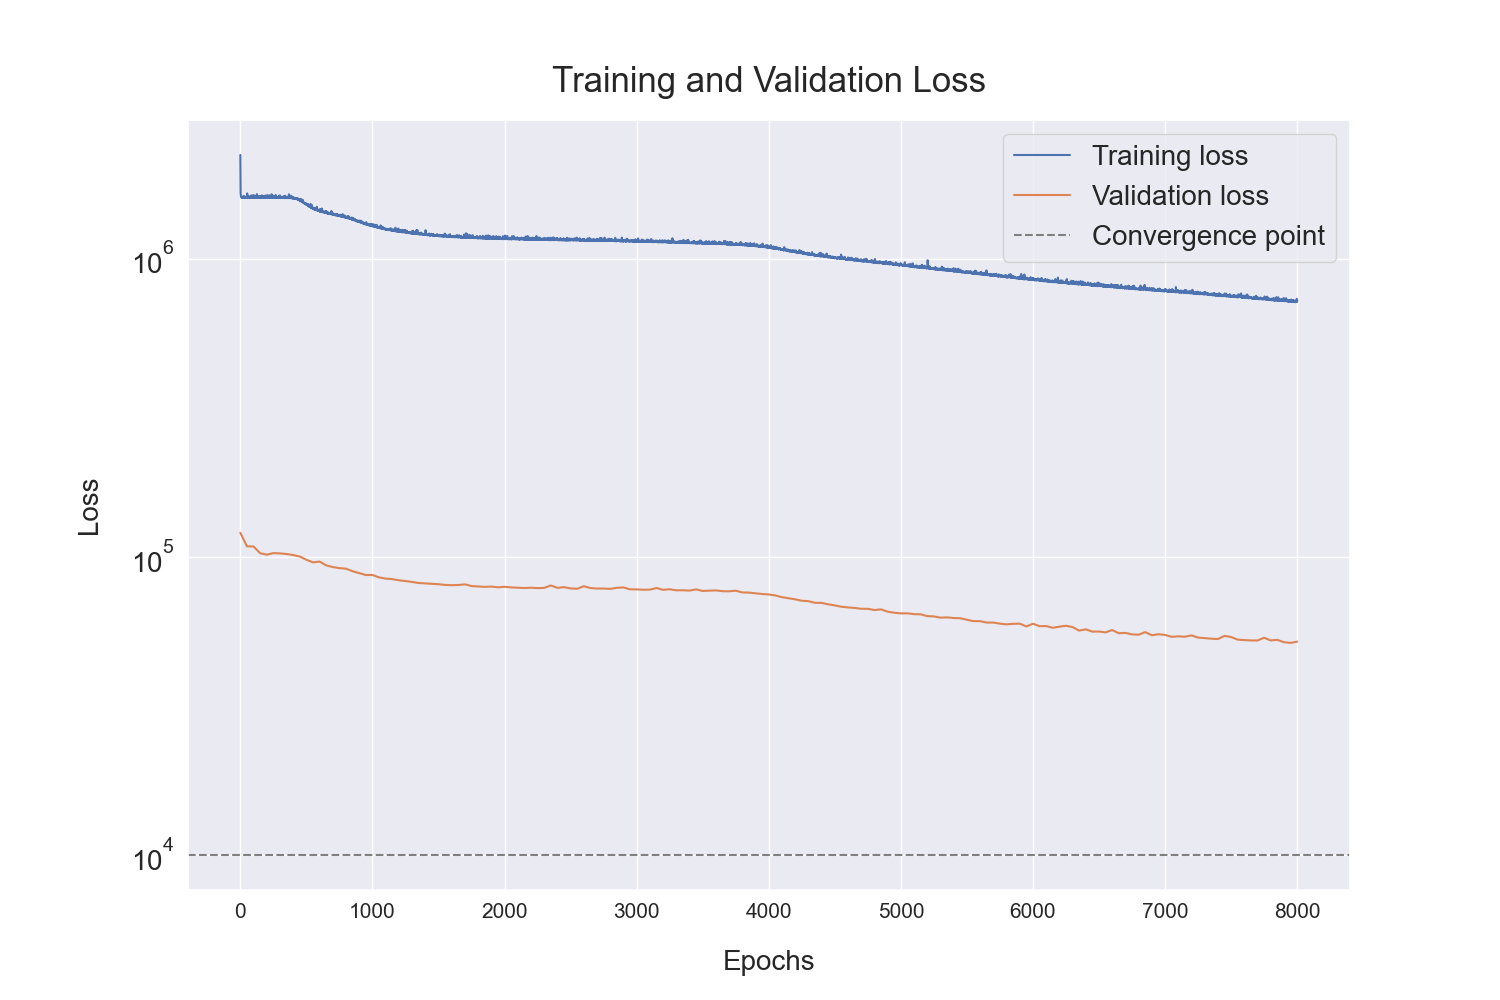 Training and Validation Loss
Training loss
Validation loss
Convergence point
Loss
10^6
10^5
10^4
0 1000 2000 3000 4000 5000 6000 7000 8000
Epochs